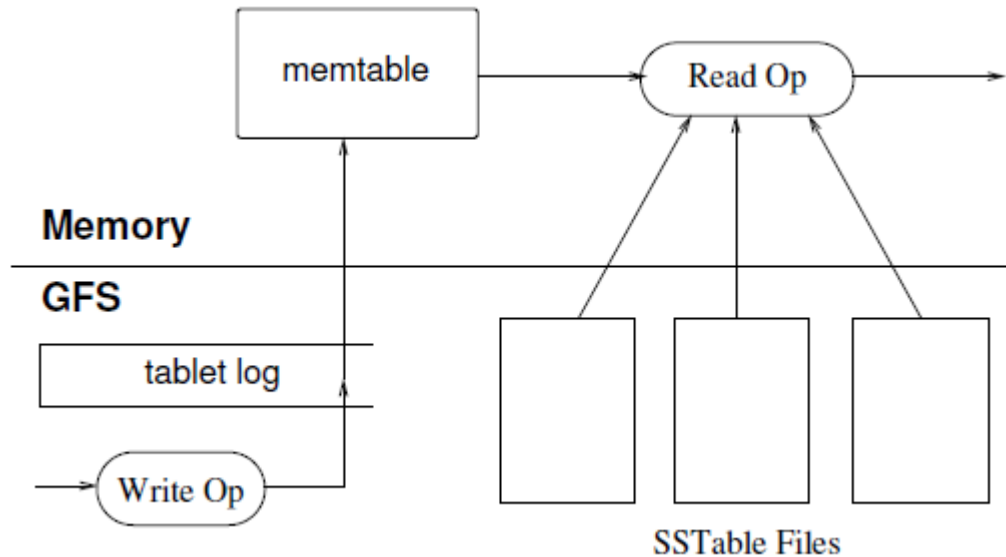 memtable
Read Op
Memory
GFS
tablet log
Write Op
SSTable Files